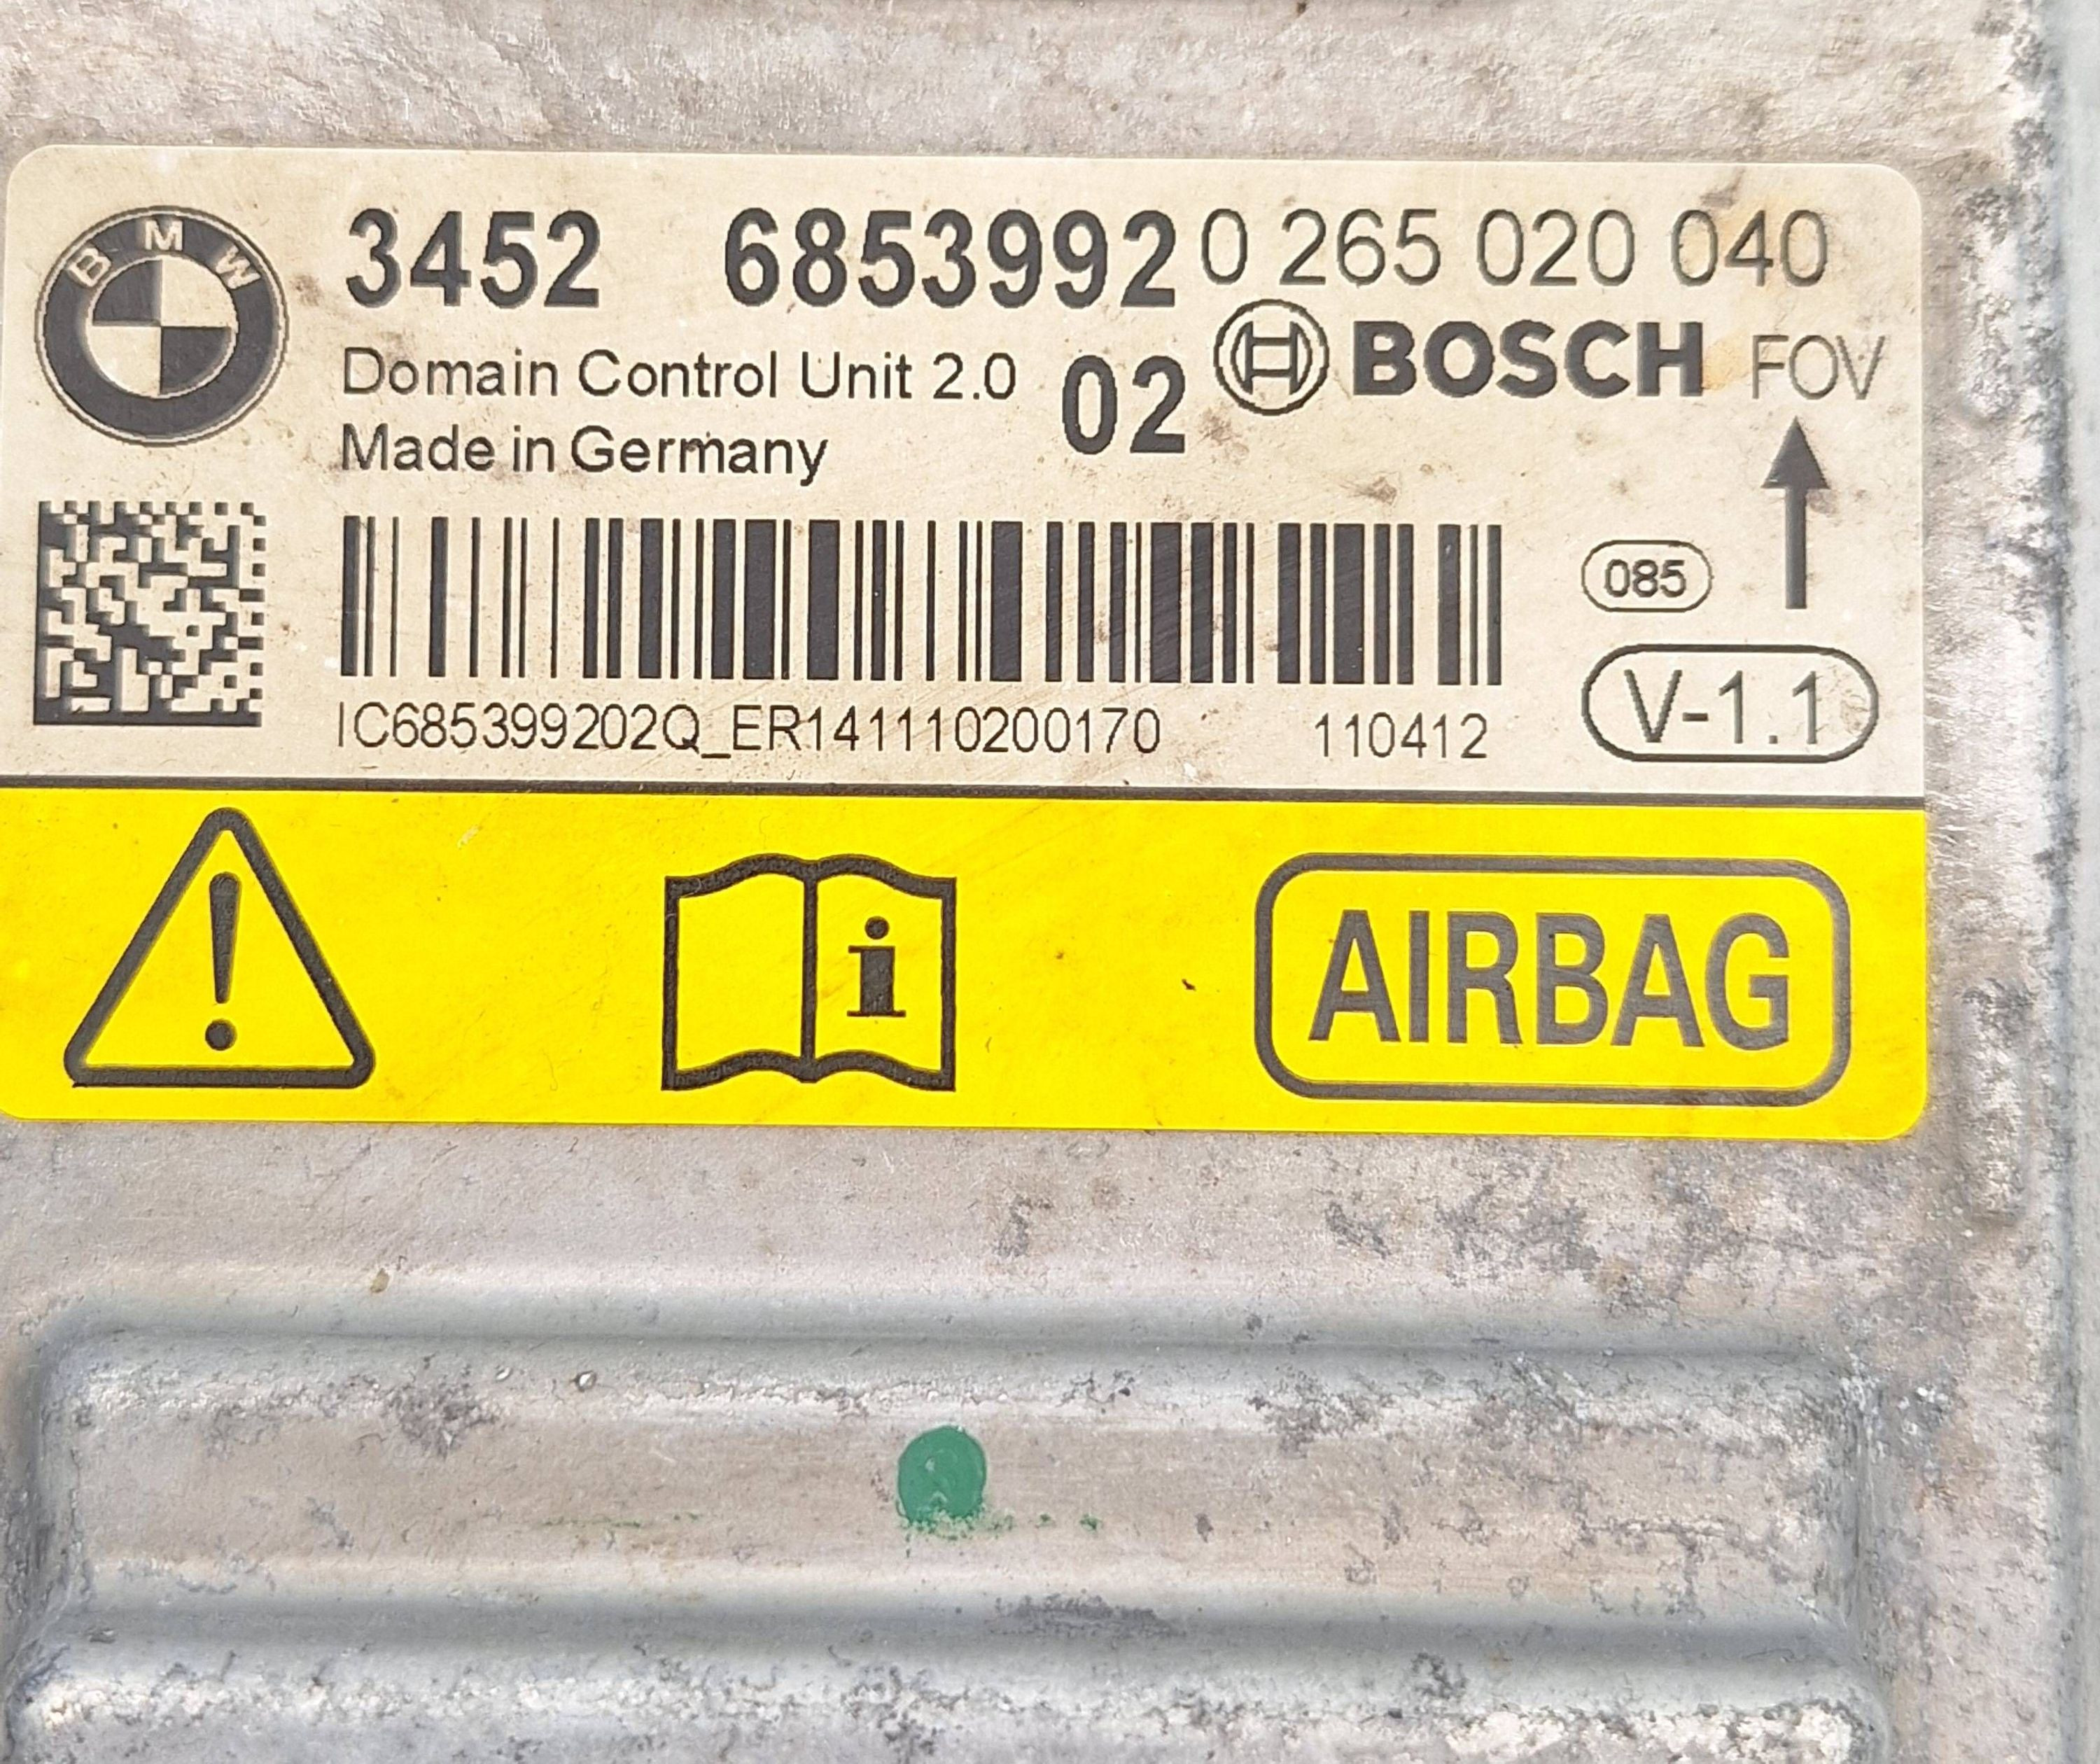 BMW
3452 6853992 0 265 020 040
Domain Control Unit 2.0 02 BOSCH FOV
Made in Germany
085
V-1.1
IC685399202Q_ER141110200170 110412
i
AIRBAG